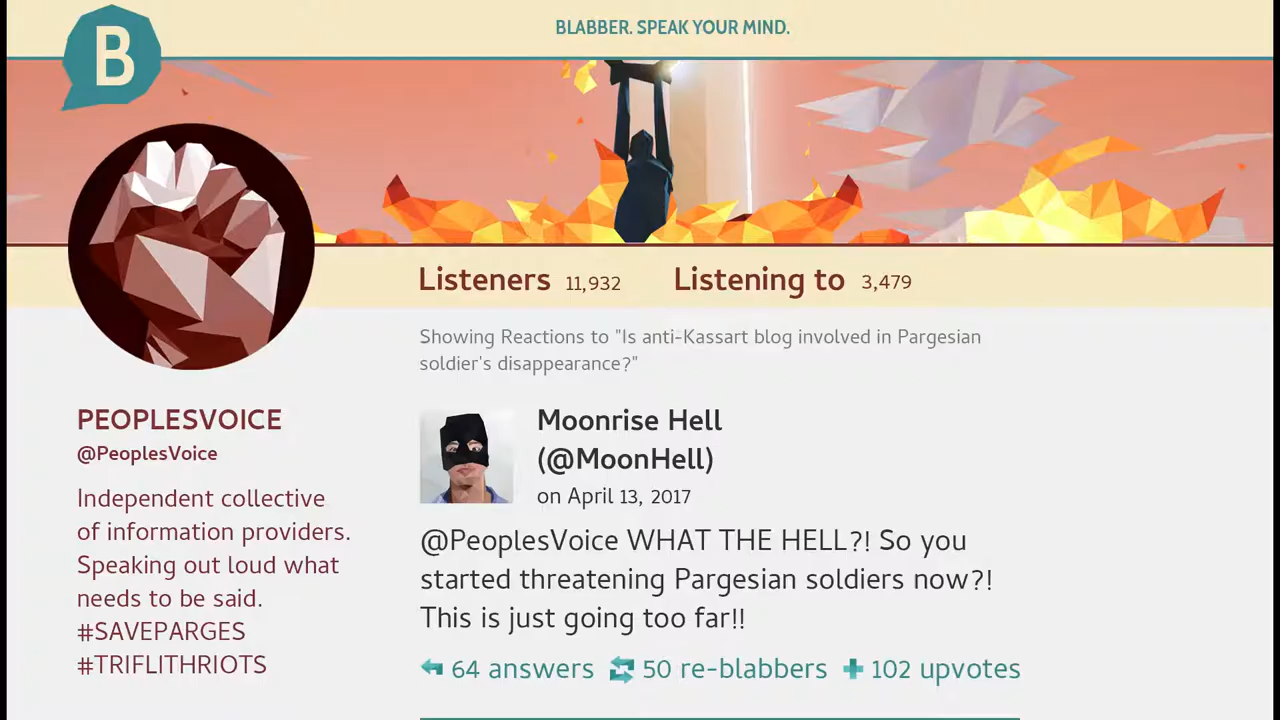 B
BLABBER. SPEAK YOUR MIND.
Listeners 11,932 Listening to 3,479
Showing Reactions to "Is anti-Kassart blog involved in Pargesian
soldier's disappearance?"
PEOPLESVOICE
@PeoplesVoice
Independent collective
of information providers.
Speaking out loud what
needs to be said.
#SAVEPARGES
#TRIFLITHRIOTS
Moonrise Hell
(@MoonHell)
on April 13, 2017
@PeoplesVoice WHAT THE HELL?! So you
started threatening Pargesian soldiers now?!
This is just going too far!!
64 answers 50 re-blabbers 102 upvotes